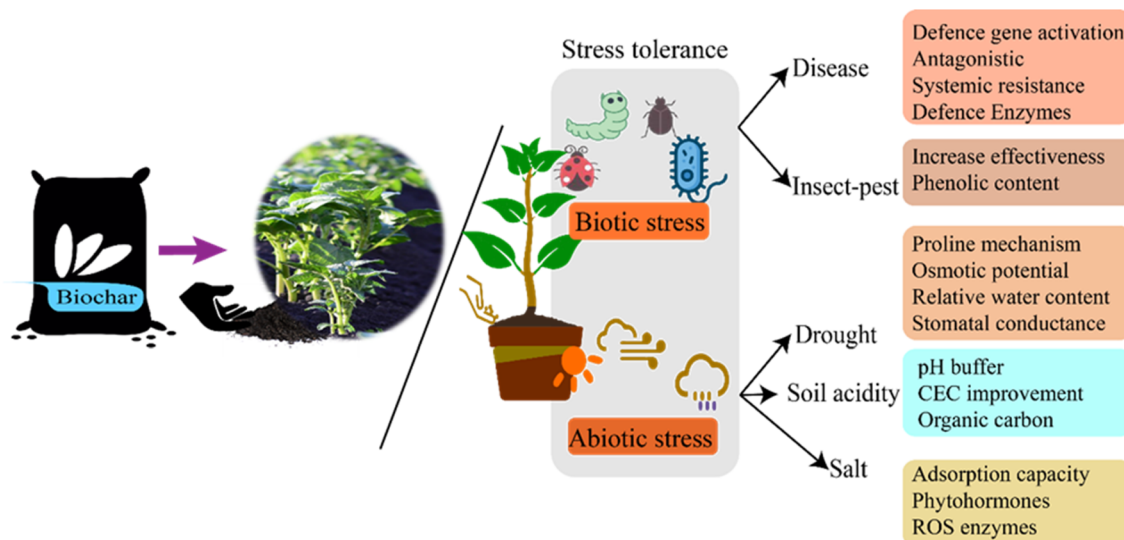 Biochar
Stress tolerance
Biotic stress
Abiotic stress
Disease
Defence gene activation
Antagonistic
Systemic resistance
Defence Enzymes
Insect-pest
Increase effectiveness
Phenolic content
Drought
Proline mechanism
Osmotic potential
Relative water content
Stomatal conductance
Soil acidity
pH buffer
CEC improvement
Organic carbon
Salt
Adsorption capacity
Phytohormones
ROS enzymes